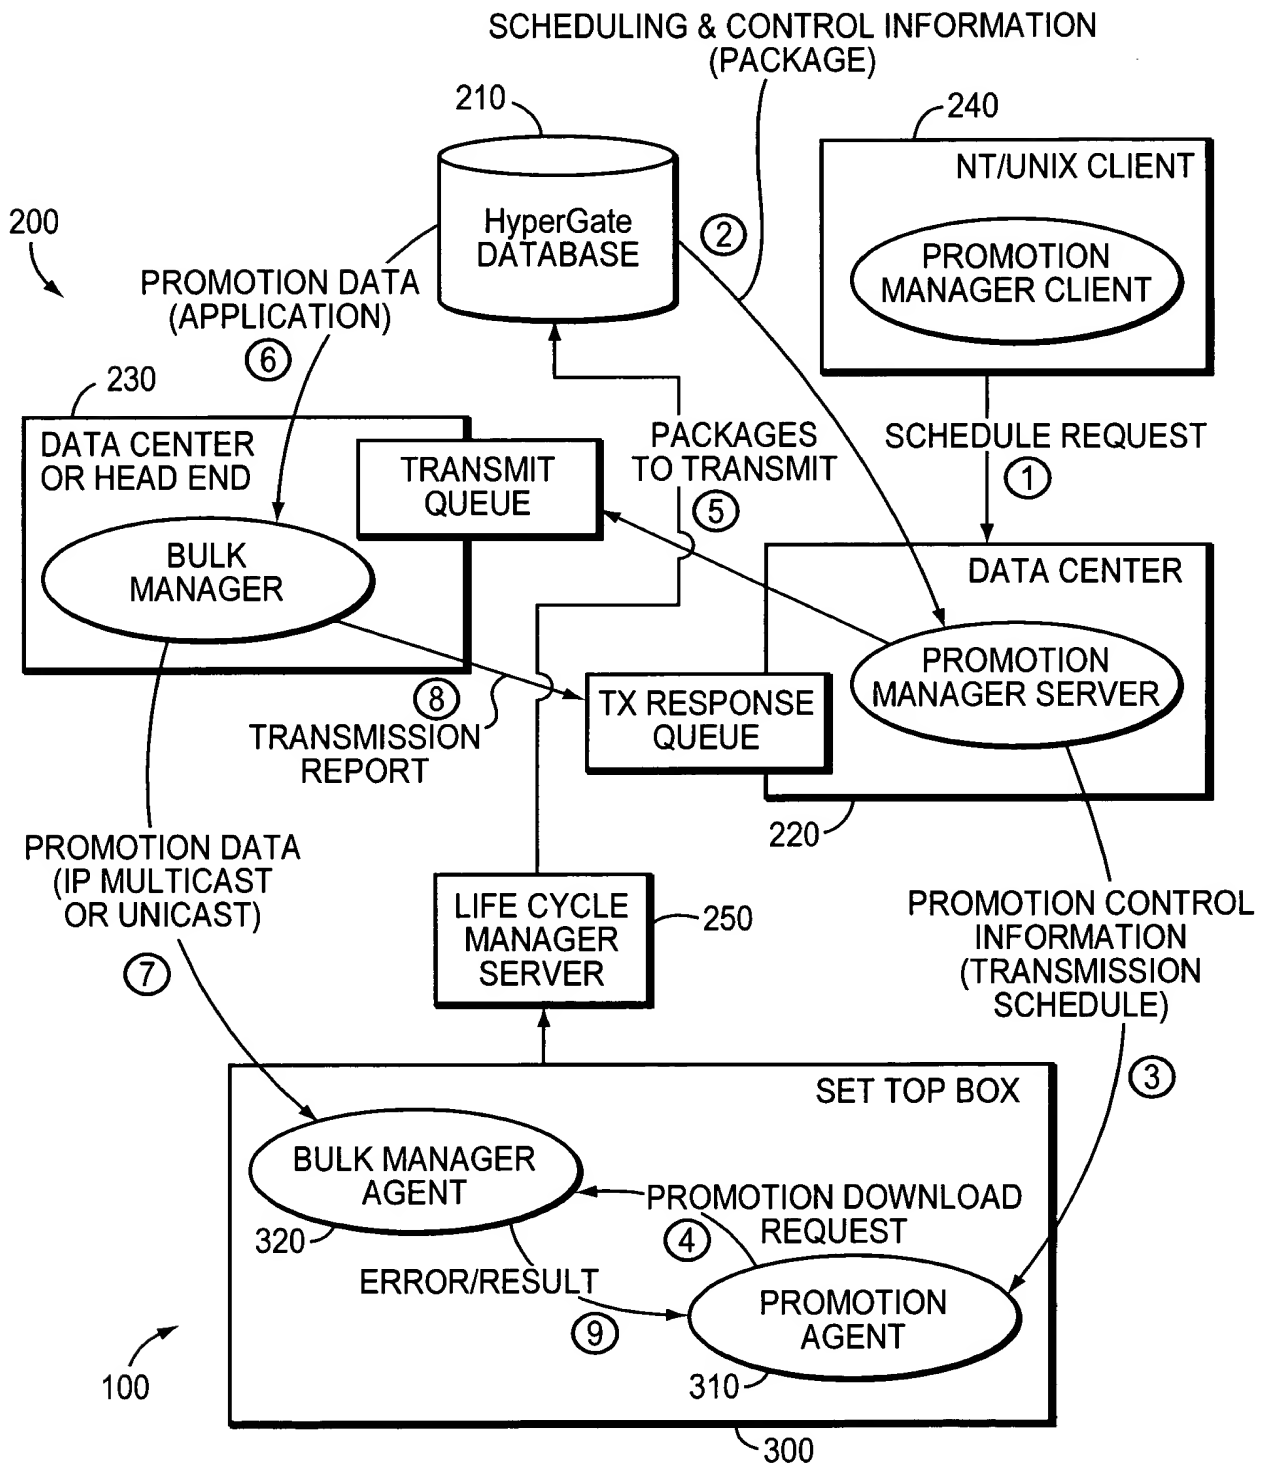 SCHEDULING & CONTROL INFORMATION
(PACKAGE)
210
240
NT/UNIX CLIENT
HyperGate
DATABASE
2
200
PROMOTION
MANAGER CLIENT
PROMOTION DATA
(APPLICATION)
6
230
DATA CENTER
OR HEAD END
TRANSMIT
QUEUE
PACKAGES
TO TRANSMIT
5
SCHEDULE REQUEST
1
BULK
MANAGER
DATA CENTER
PROMOTION
MANAGER SERVER
8
TRANSMISSION
REPORT
TX RESPONSE
QUEUE
220
PROMOTION DATA
(IP MULTICAST
OR UNICAST)
7
LIFE CYCLE
MANAGER
SERVER
250
PROMOTION CONTROL
INFORMATION
(TRANSMISSION
SCHEDULE)
3
SET TOP BOX
BULK MANAGER
AGENT
320
PROMOTION DOWNLOAD
REQUEST
4
ERROR/RESULT
9
PROMOTION
AGENT
310
100
300